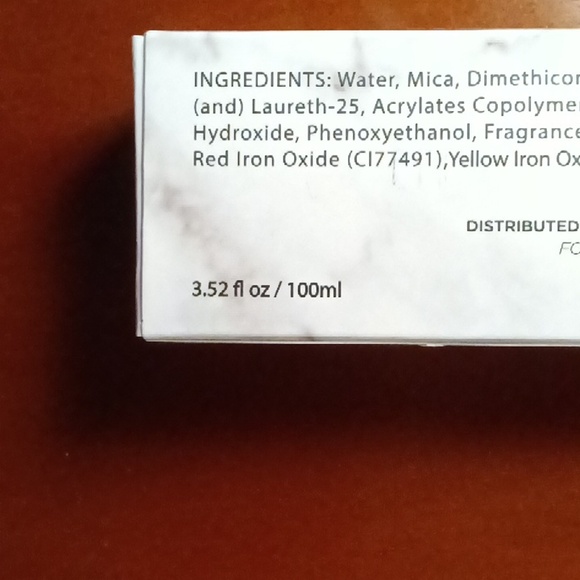 INGREDIENTS: Water, Mica, Dimethicon
(and) Laureth-25, Acrylates Copolymer
Hydroxide, Phenoxyethanol, Fragrance
Red Iron Oxide (CI77491),Yellow Iron Ox
DISTRIBUTED
FO
3.52 fl oz / 100ml